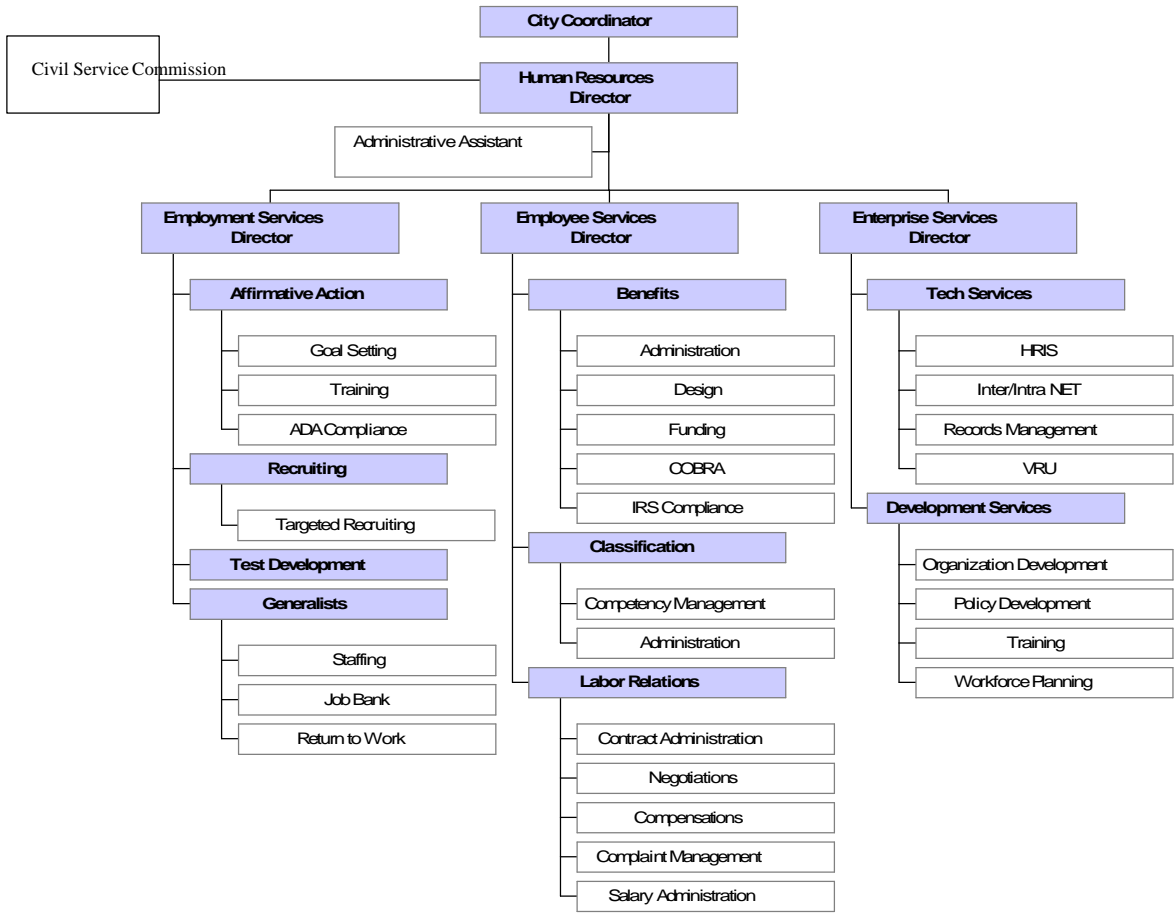 City Coordinator
Civil Service Commission
Human Resources
Director
Administrative Assistant
Employment Services
Director
Affirmative Action
Goal Setting
Training
ADA Compliance
Recruiting
Targeted Recruiting
Test Development
Generalists
Staffing
Job Bank
Return to Work
Employee Services
Director
Benefits
Administration
Design
Funding
COBRA
IRS Compliance
Classification
Competency Management
Administration
Labor Relations
Contract Administration
Negotiations
Compensations
Complaint Management
Salary Administration
Enterprise Services
Director
Tech Services
HRIS
Inter/Intra NET
Records Management
VRU
Development Services
Organization Development
Policy Development
Training
Workforce Planning